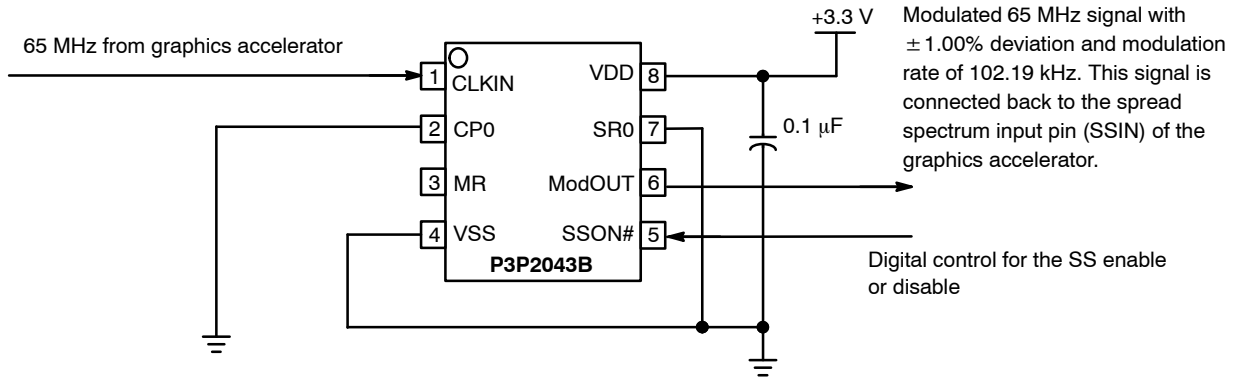 65 MHz from graphics accelerator
+3.3 V
Modulated 65 MHz signal with
±1.00% deviation and modulation
rate of 102.19 kHz. This signal is
connected back to the spread
spectrum input pin (SSIN) of the
graphics accelerator.
1 CLKIN
VDD 8
2 CP0
SR0 7
0.1 μF
3 MR
ModOUT 6
4 VSS
SSON# 5
P3P2043B
Digital control for the SS enable
or disable